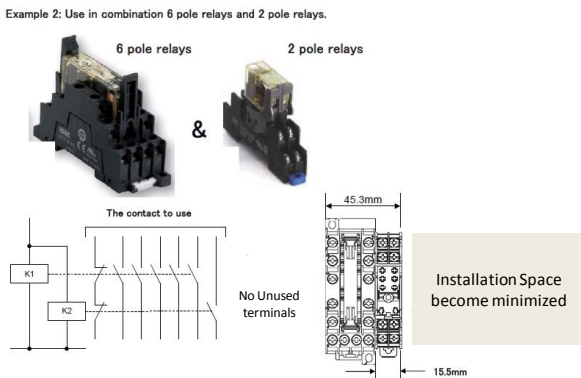 Example 2: Use in combination 6 pole relays and 2 pole relays.
6 pole relays
2 pole relays
&
The contact to use
K1
K2
No Unused
terminals
45.3mm
Installation Space
become minimized
15.5mm